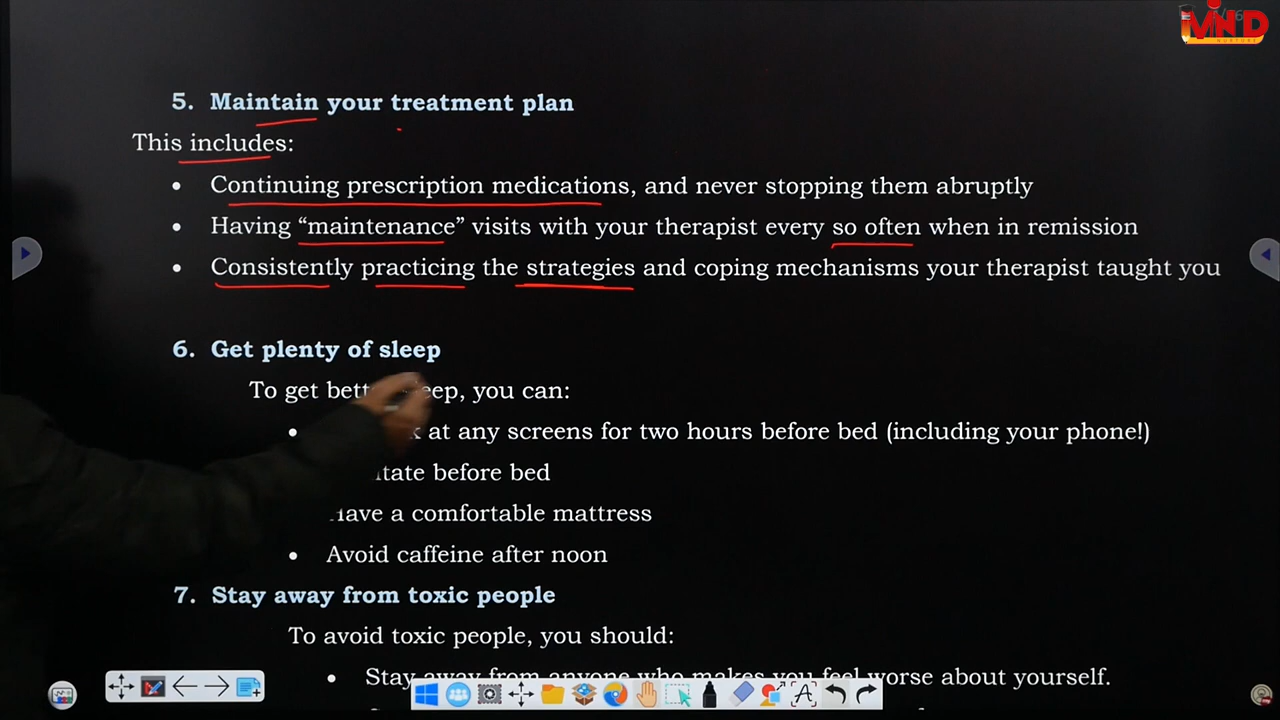 MIND
5. Maintain your treatment plan
This includes:
• Continuing prescription medications, and never stopping them abruptly
• Having “maintenance” visits with your therapist every so often when in remission
• Consistently practicing the strategies and coping mechanisms your therapist taught you
6. Get plenty of sleep
To get better sleep, you can:
• at any screens for two hours before bed (including your phone!)
before bed
Have a comfortable mattress
• Avoid caffeine after noon
7. Stay away from toxic people
To avoid toxic people, you should:
• Stay away from anyone who makes you feel worse about yourself.